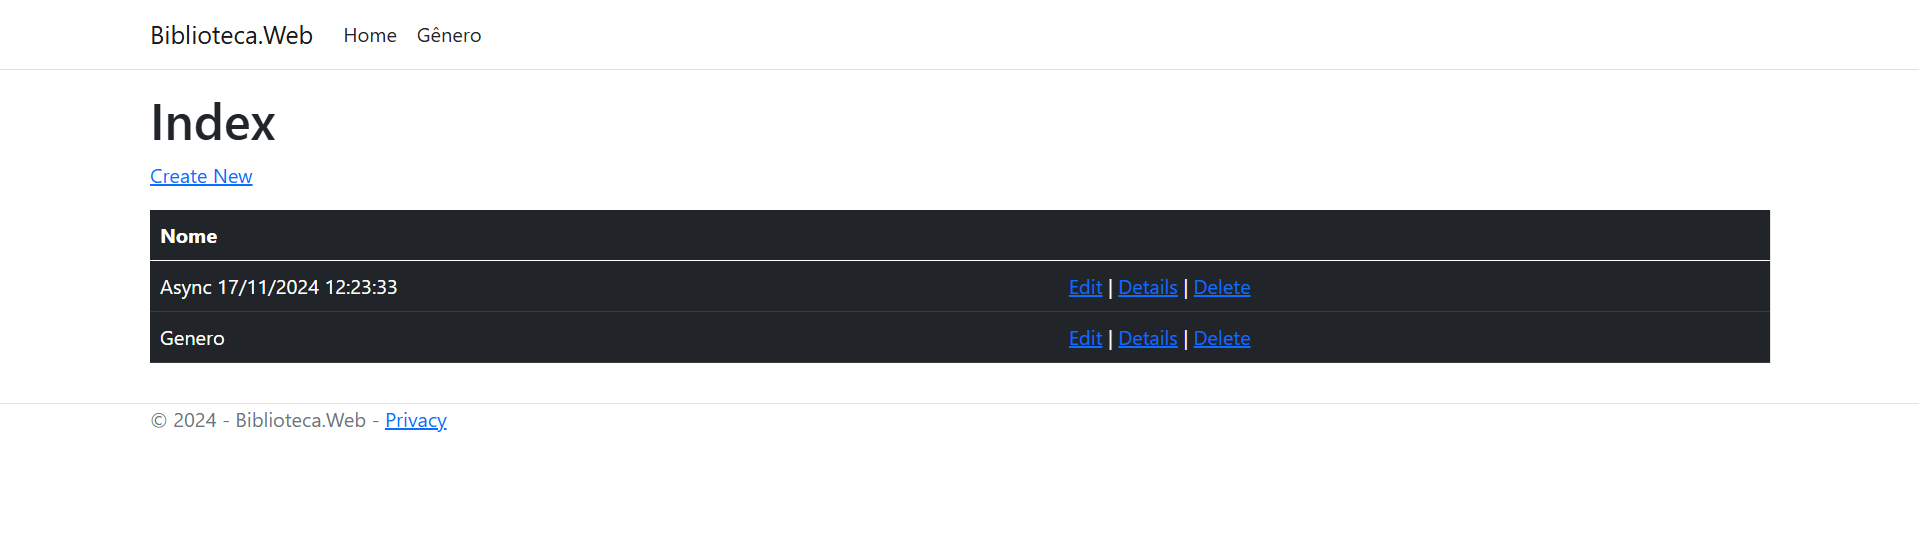 Biblioteca.Web Home Gênero
Index
Create New
Nome
Async 17/11/2024 12:23:33 Edit | Details | Delete
Genero Edit | Details | Delete
© 2024 - Biblioteca.Web - Privacy